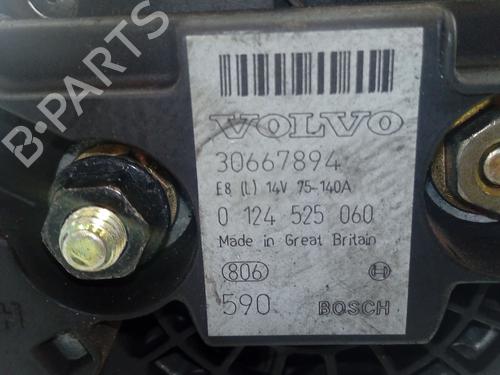 B-PARTS
VOLVO
30667894
E8 (L) 14V 75-140A
0 124 525 060
Made in Great Britain
806
590 BOSCH